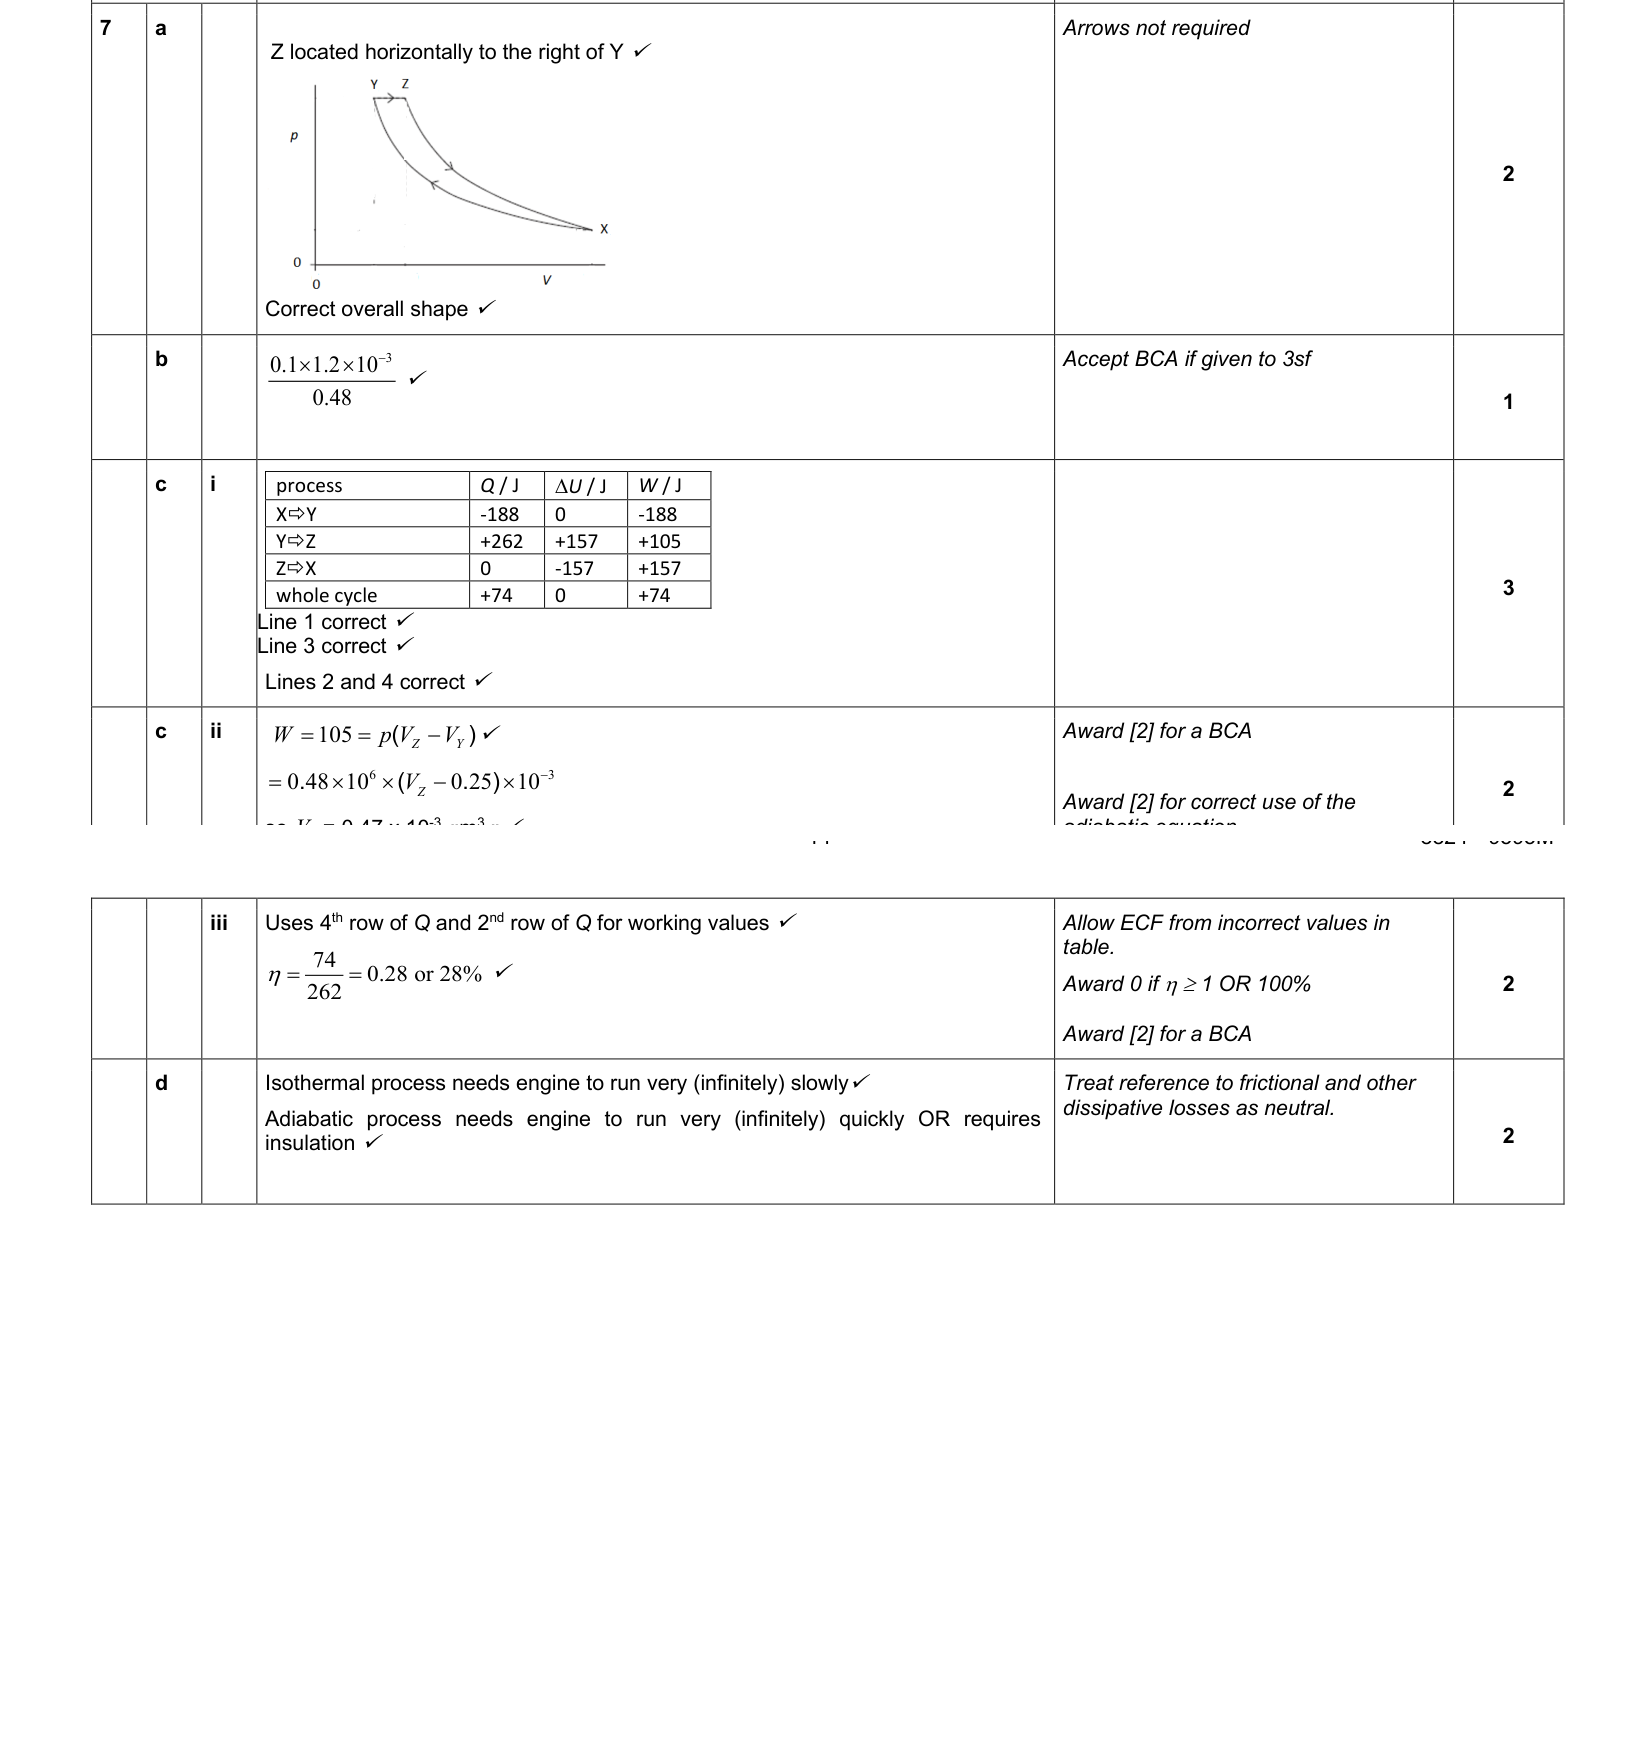 7 a Arrows not required
Z located horizontally to the right of Y ✓
Y Z
p
2
X
0
0 V
Correct overall shape ✓
b 0.1×1.2×10⁻³ / 0.48 ✓ Accept BCA if given to 3sf
1
c i process Q / J ΔU / J W / J
X⇨Y -188 0 -188
Y⇨Z +262 +157 +105
Z⇨X 0 -157 +157
whole cycle +74 0 +74
3
Line 1 correct ✓
Line 3 correct ✓
Lines 2 and 4 correct ✓
c ii W = 105 = p(V_Z − V_Y) ✓ Award [2] for a BCA
= 0.48×10⁶ ×(V_Z − 0.25)×10⁻³
2
Award [2] for correct use of the
iii Uses 4th row of Q and 2nd row of Q for working values ✓ Allow ECF from incorrect values in
table.
η = 74/262 = 0.28 or 28% ✓ Award 0 if η ≥ 1 OR 100%
2
Award [2] for a BCA
d Isothermal process needs engine to run very (infinitely) slowly ✓ Treat reference to frictional and other
dissipative losses as neutral.
Adiabatic process needs engine to run very (infinitely) quickly OR requires
insulation ✓
2